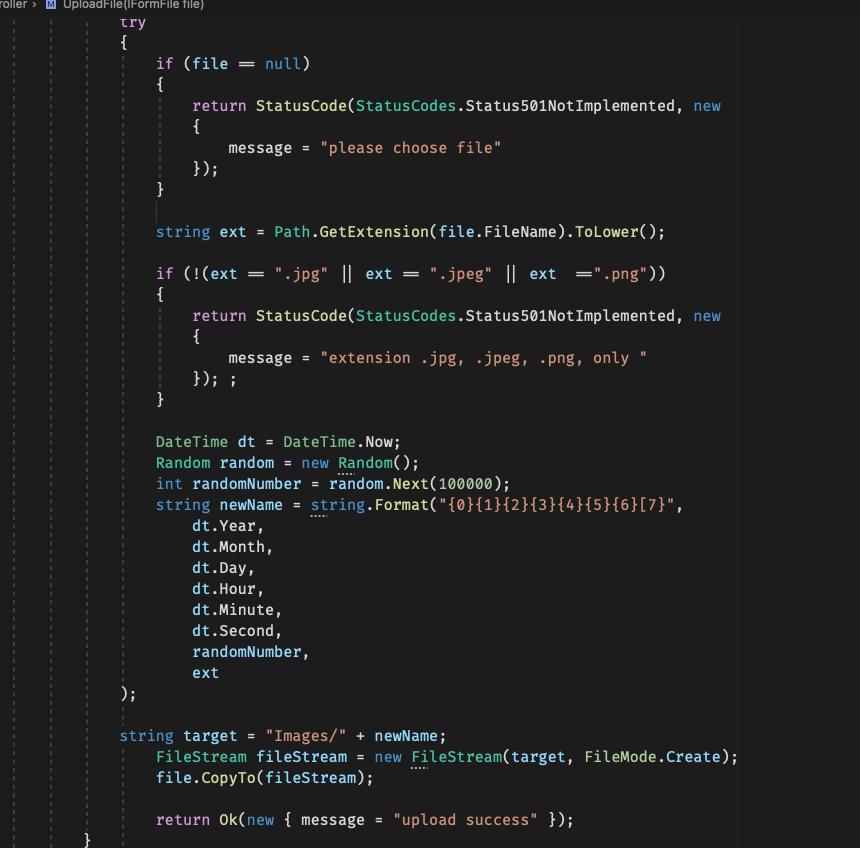 roller › M UploadFile(IFormFile file)
try
{
if (file == null)
{
return StatusCode(StatusCodes.Status501NotImplemented, new
{
message = "please choose file"
});
}
string ext = Path.GetExtension(file.FileName).ToLower();
if (!(ext == ".jpg" || ext == ".jpeg" || ext ==".png"))
{
return StatusCode(StatusCodes.Status501NotImplemented, new
{
message = "extension .jpg, .jpeg, .png, only "
}); ;
}
DateTime dt = DateTime.Now;
Random random = new Random();
int randomNumber = random.Next(100000);
string newName = string.Format("{0}{1}{2}{3}{4}{5}{6}[7}",
dt.Year,
dt.Month,
dt.Day,
dt.Hour,
dt.Minute,
dt.Second,
randomNumber,
ext
);
string target = "Images/" + newName;
FileStream fileStream = new FileStream(target, FileMode.Create);
file.CopyTo(fileStream);
return Ok(new { message = "upload success" });
}